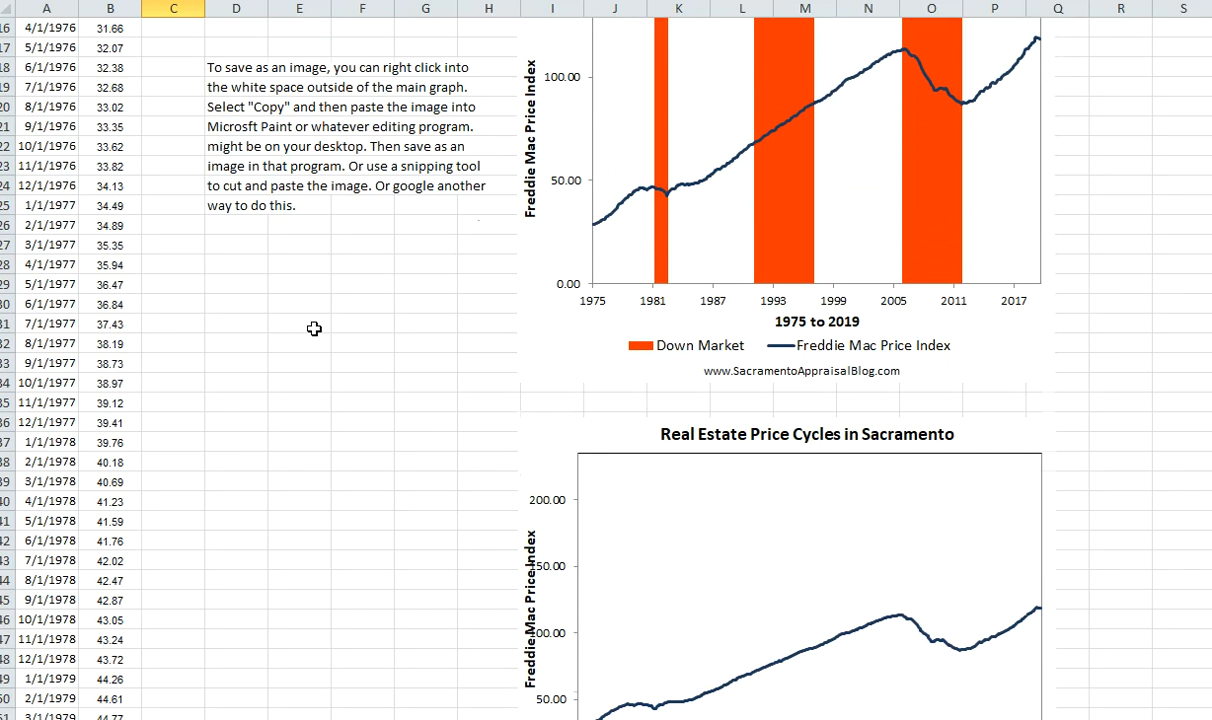 A B C D E F G H I J K L M N O P Q R S
16 4/1/1976 31.66
17 5/1/1976 32.07
18 6/1/1976 32.38
19 7/1/1976 32.68
20 8/1/1976 33.02
21 9/1/1976 33.35
22 10/1/1976 33.62
23 11/1/1976 33.82
24 12/1/1976 34.13
25 1/1/1977 34.49
26 2/1/1977 34.89
27 3/1/1977 35.35
28 4/1/1977 35.94
29 5/1/1977 36.47
30 6/1/1977 36.84
31 7/1/1977 37.43
32 8/1/1977 38.19
33 9/1/1977 38.73
34 10/1/1977 38.97
35 11/1/1977 39.12
36 12/1/1977 39.41
37 1/1/1978 39.76
38 2/1/1978 40.18
39 3/1/1978 40.69
40 4/1/1978 41.23
41 5/1/1978 41.59
42 6/1/1978 41.76
43 7/1/1978 42.02
44 8/1/1978 42.47
45 9/1/1978 42.87
46 10/1/1978 43.05
47 11/1/1978 43.24
48 12/1/1978 43.72
49 1/1/1979 44.26
50 2/1/1979 44.61
51 3/1/1979 44.77
To save as an image, you can right click into
the white space outside of the main graph.
Select "Copy" and then paste the image into
Microsft Paint or whatever editing program.
might be on your desktop. Then save as an
image in that program. Or use a snipping tool
to cut and paste the image. Or google another
way to do this.
Freddie Mac Price Index
100.00
50.00
0.00
1975 1981 1987 1993 1999 2005 2011 2017
1975 to 2019
Down Market Freddie Mac Price Index
www.SacramentoAppraisalBlog.com
Real Estate Price Cycles in Sacramento
Freddie Mac Price Index
200.00
150.00
100.00
50.00